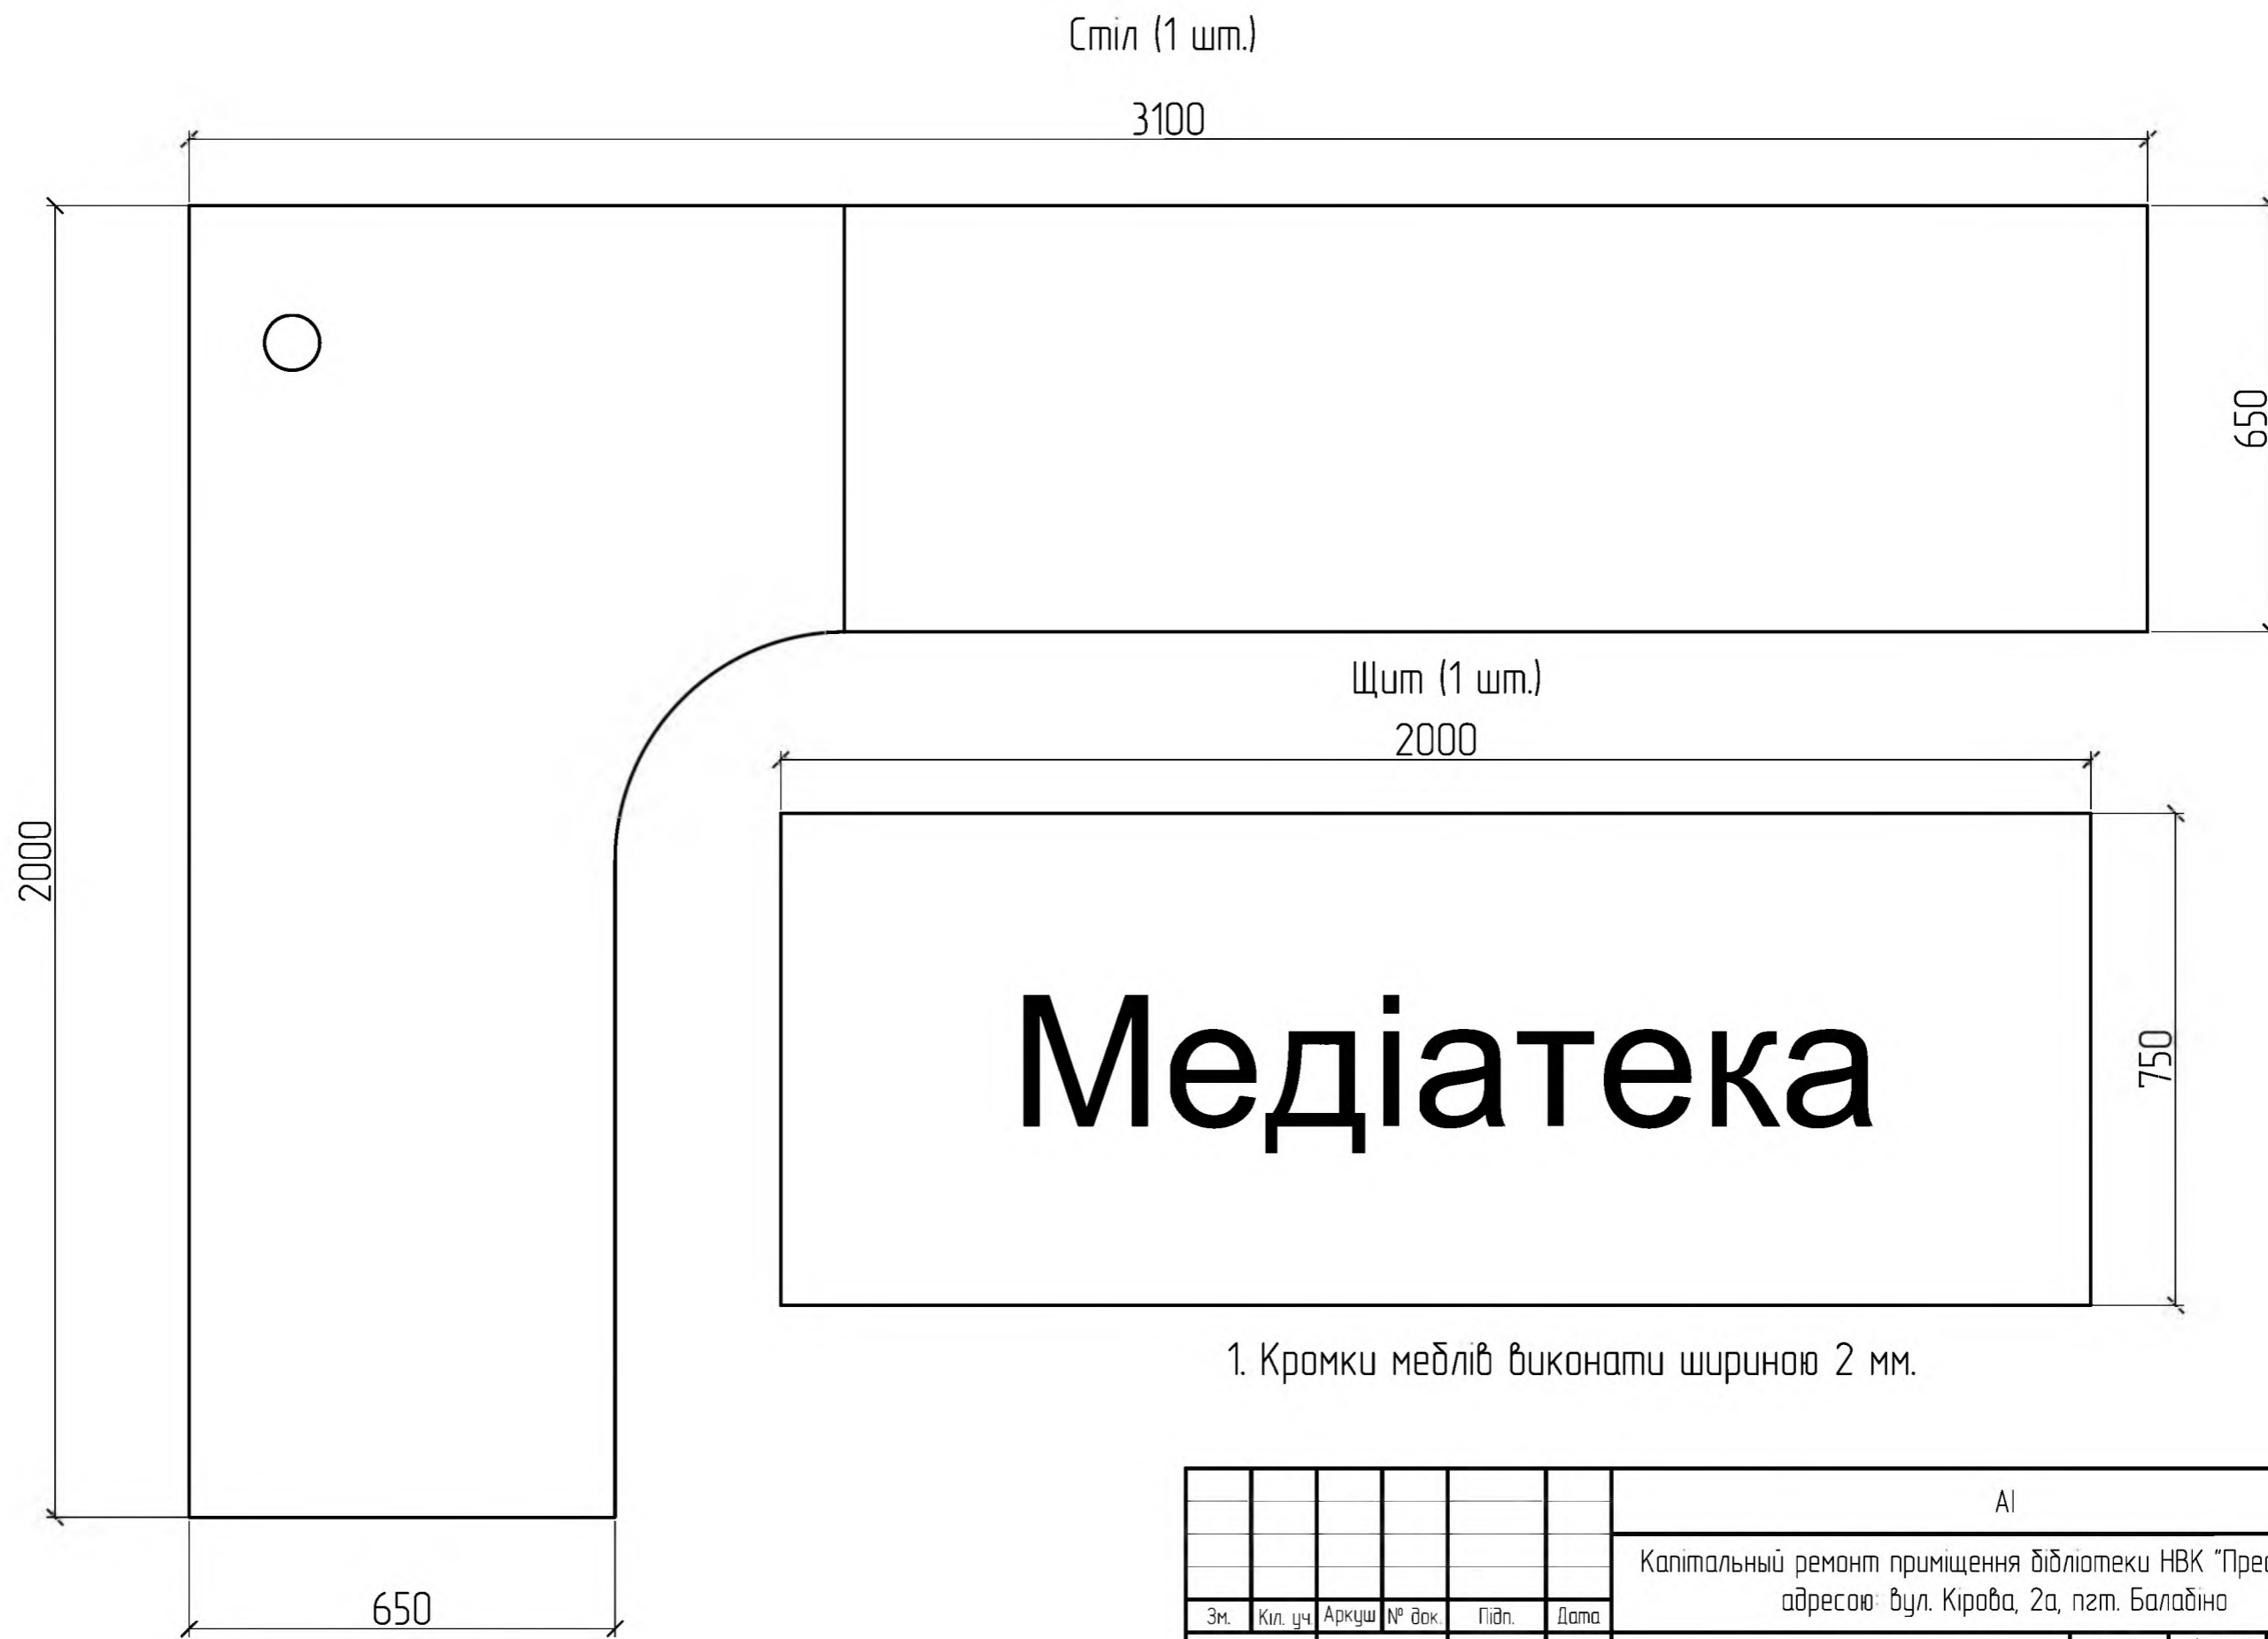 Стіл (1 шт.)
3100
650
2000
Щит (1 шт.)
2000
750
Медіатека
1. Кромки меблів виконати шириною 2 мм.
650
АІ
Капітальный ремонт приміщення бібліотеки НВК "Пре
адресою: вул. Кірова, 2а, пгт. Балабіно
Зм. Кіл. уч. Аркуш № док. Підп. Дата